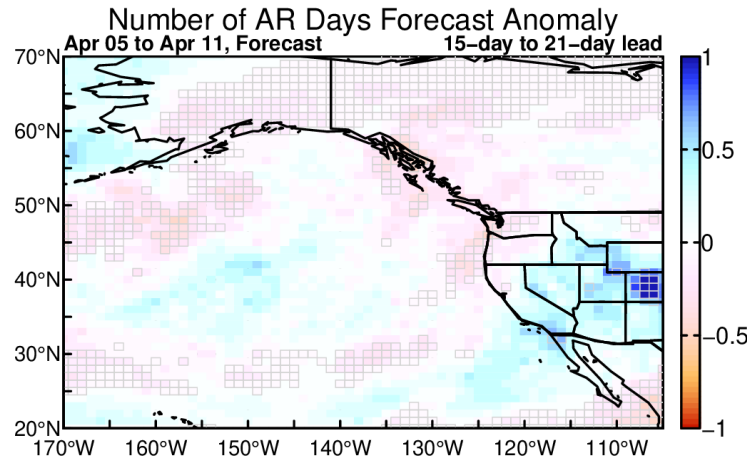 Number of AR Days Forecast Anomaly
Apr 05 to Apr 11, Forecast 15-day to 21-day lead
70°N
60°N
50°N
40°N
30°N
20°N
170°W 160°W 150°W 140°W 130°W 120°W 110°W
1
0.5
0
−0.5
−1